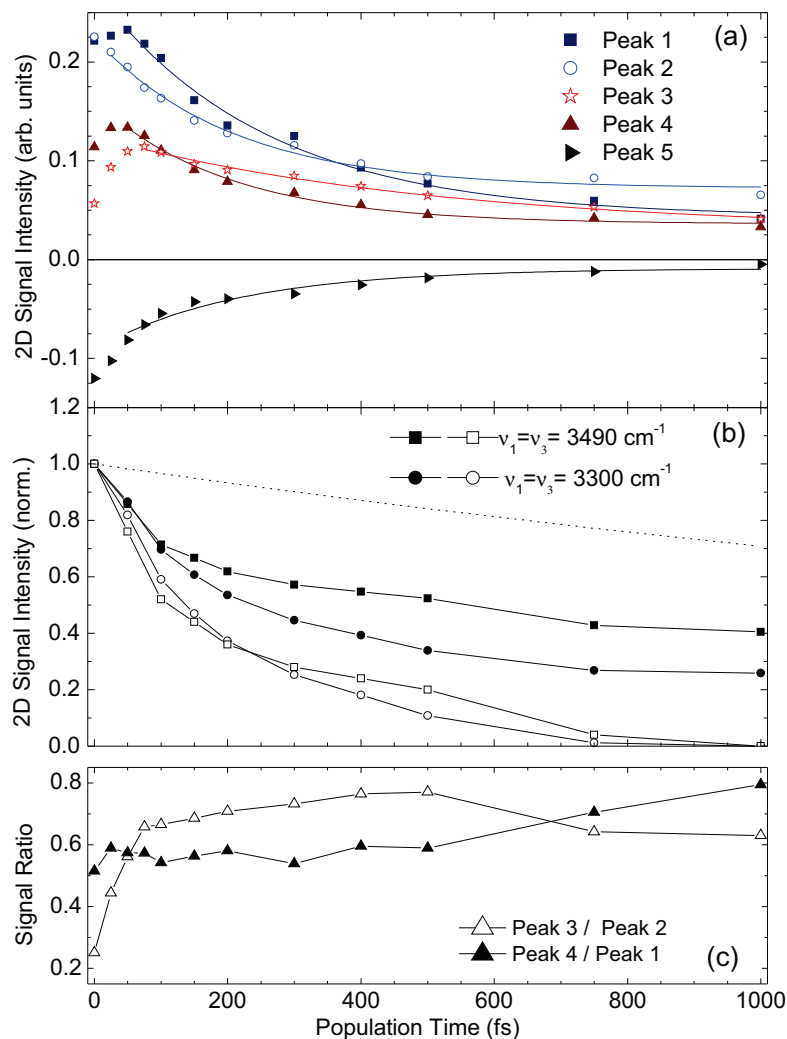 (a)
Peak 1
Peak 2
Peak 3
Peak 4
Peak 5
2D Signal Intensity (arb. units)
0.2
0.1
0.0
-0.1
(b)
ν1=ν3= 3490 cm-1
ν1=ν3= 3300 cm-1
2D Signal Intensity (norm.)
1.2
1.0
0.8
0.6
0.4
0.2
0.0
Signal Ratio
0.8
0.6
0.4
0.2
Peak 3 / Peak 2
Peak 4 / Peak 1
(c)
0 200 400 600 800 1000
Population Time (fs)